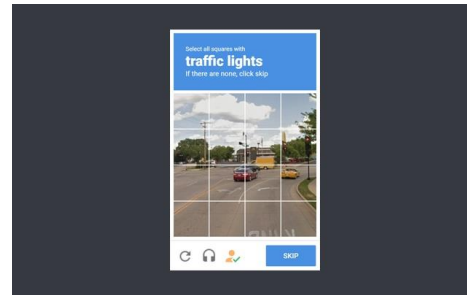 Select all squares with
traffic lights
If there are none, click skip
SKIP